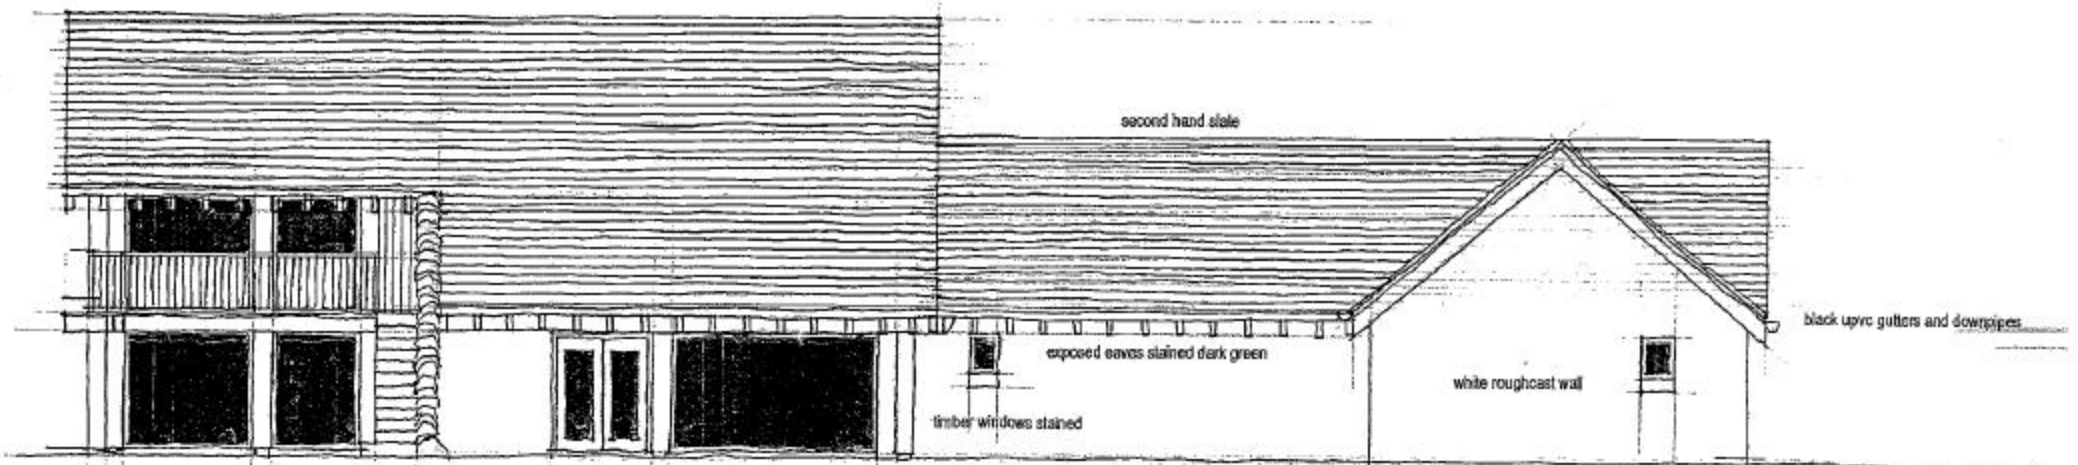 second hand slate
black upvc gutters and downpipes
exposed eaves stained dark green
white roughcast wall
timber windows stained